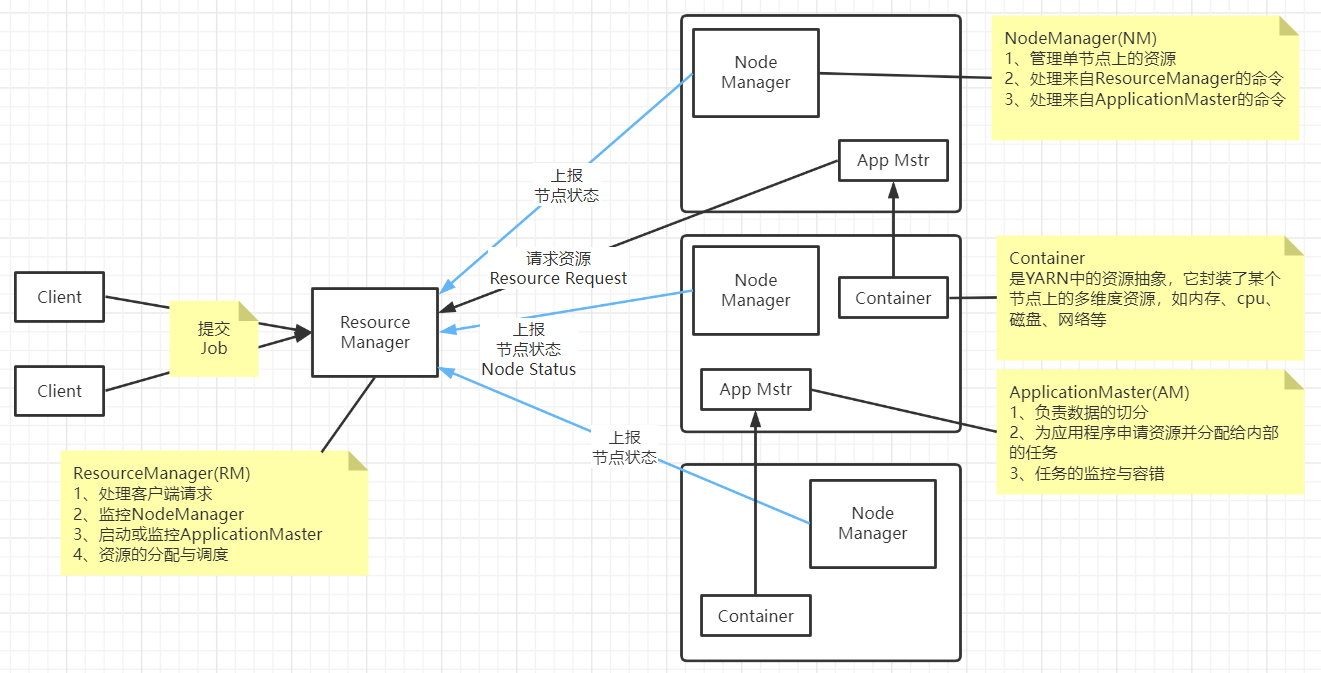 Client
Client
提交
Job
Resource
Manager
ResourceManager(RM)
1、处理客户端请求
2、监控NodeManager
3、启动或监控ApplicationMaster
4、资源的分配与调度
上报
节点状态
请求资源
Resource Request
上报
节点状态
Node Status
上报
节点状态
Node
Manager
App Mstr
Node
Manager
Container
App Mstr
Node
Manager
Container
NodeManager(NM)
1、管理单节点上的资源
2、处理来自ResourceManager的命令
3、处理来自ApplicationMaster的命令
Container
是YARN中的资源抽象，它封装了某个
节点上的多维度资源，如内存、cpu、
磁盘、网络等
ApplicationMaster(AM)
1、负责数据的切分
2、为应用程序申请资源并分配给内部
的任务
3、任务的监控与容错